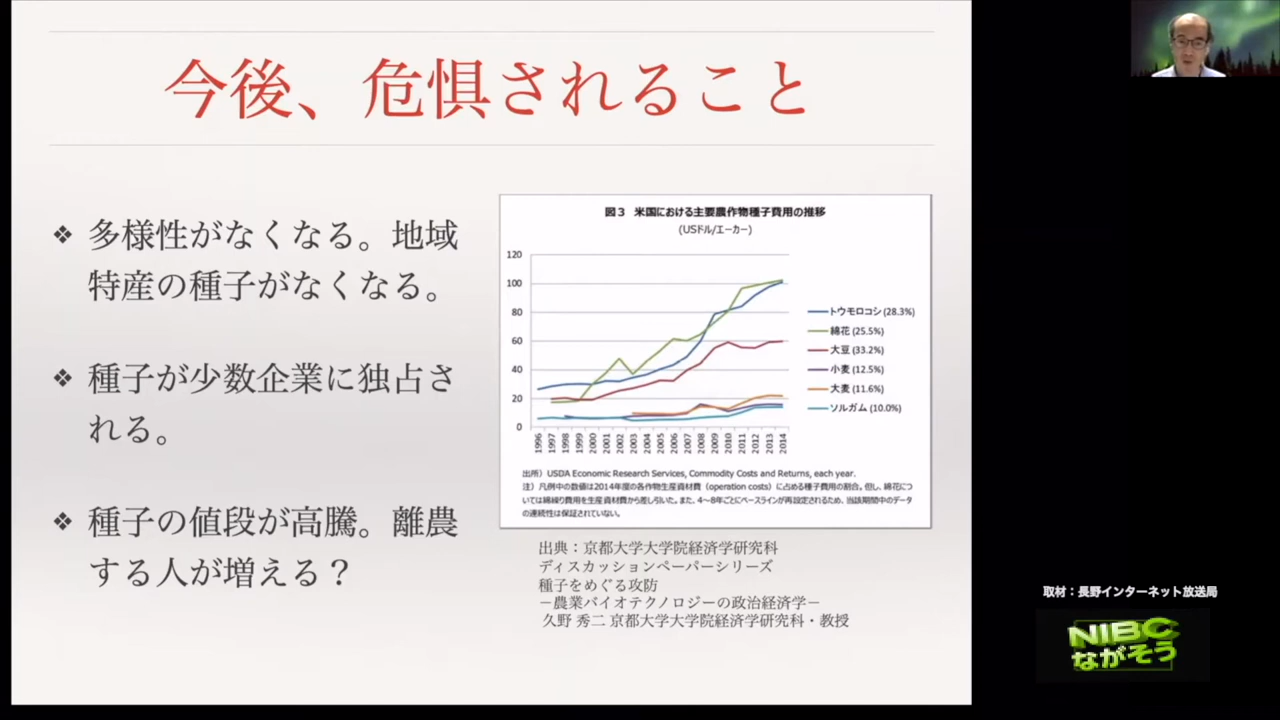 今後、危惧されること
❖ 多様性がなくなる。地域
特産の種子がなくなる。
❖ 種子が少数企業に独占さ
れる。
❖ 種子の値段が高騰。離農
する人が増える？
図3 米国における主要農作物種子費用の推移
(USドル/エーカー)
120
100
80
60
40
20
0
1996 1997 1998 1999 2000 2001 2002 2003 2004 2005 2006 2007 2008 2009 2010 2011 2012 2013 2014
トウモロコシ (28.3%)
綿花 (25.5%)
大豆 (33.2%)
小麦 (12.5%)
大麦 (11.6%)
ソルガム (10.0%)
出所）USDA Economic Research Services, Commodity Costs and Returns, each year.
注）凡例中の数値は2014年度の各作物生産資材費（operation costs）に占める種子費用の割合。但し、綿花につ
いては綿繰り費用を生産資材費から差し引いた。また、4～8年ごとにベースラインが再設定されるため、当該期間中のデータ
の連続性は保証されていない。
出典：京都大学大学院経済学研究科
ディスカッションペーパーシリーズ
種子をめぐる攻防
－農業バイオテクノロジーの政治経済学－
久野 秀二 京都大学大学院経済学研究科・教授
取材：長野インターネット放送局
NIBC
ながそう